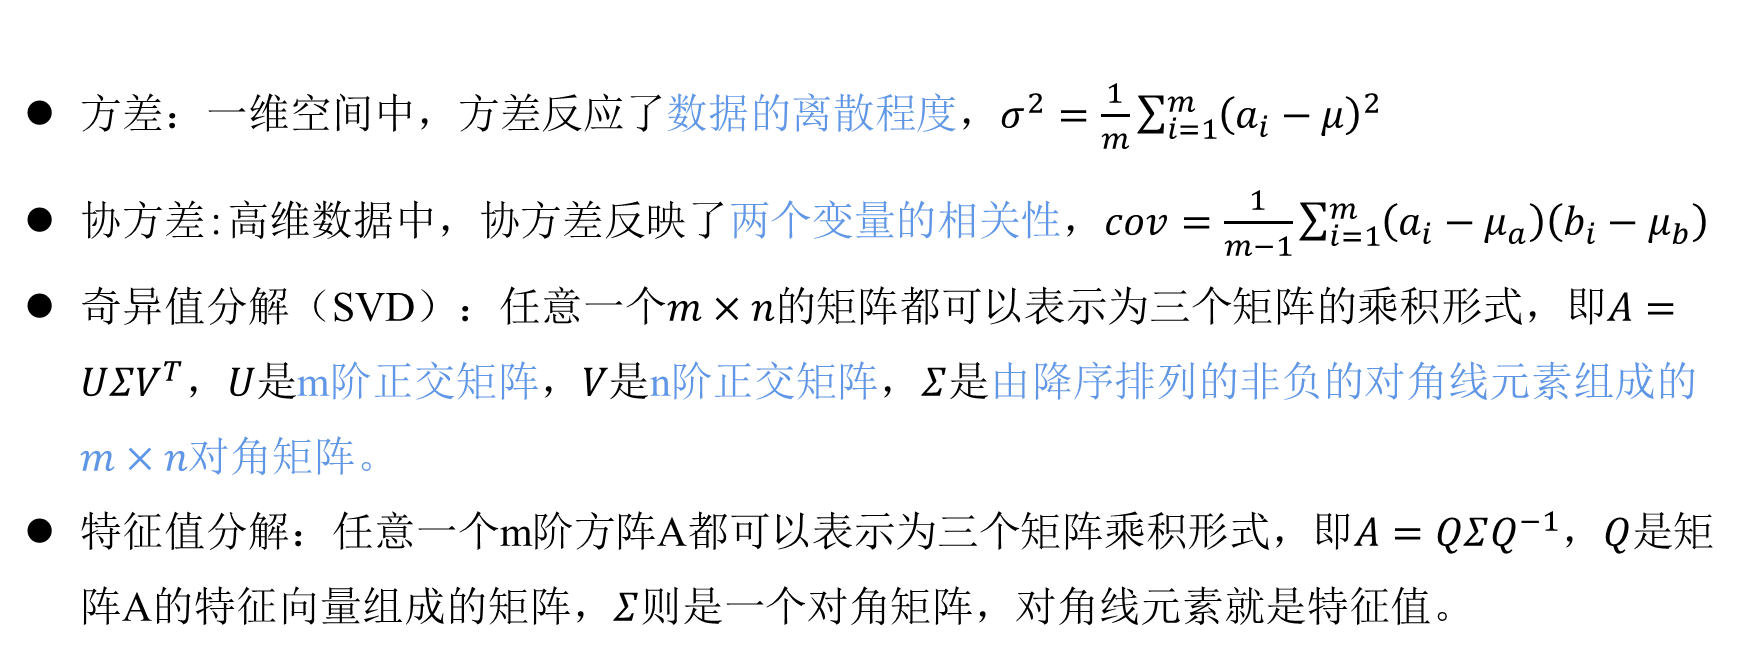 ● 方差：一维空间中，方差反应了数据的离散程度，𝜎² = 1/m ∑ᵢ₌₁ᵐ(aᵢ − μ)²
● 协方差:高维数据中，协方差反映了两个变量的相关性，cov = 1/(m−1) ∑ᵢ₌₁ᵐ(aᵢ − μₐ)(bᵢ − μ_b)
● 奇异值分解（SVD）：任意一个m × n的矩阵都可以表示为三个矩阵的乘积形式，即A =
UΣVᵀ，U是m阶正交矩阵，V是n阶正交矩阵，Σ是由降序排列的非负的对角线元素组成的
m × n对角矩阵。
● 特征值分解：任意一个m阶方阵A都可以表示为三个矩阵乘积形式，即A = QΣQ⁻¹，Q是矩
阵A的特征向量组成的矩阵，Σ则是一个对角矩阵，对角线元素就是特征值。